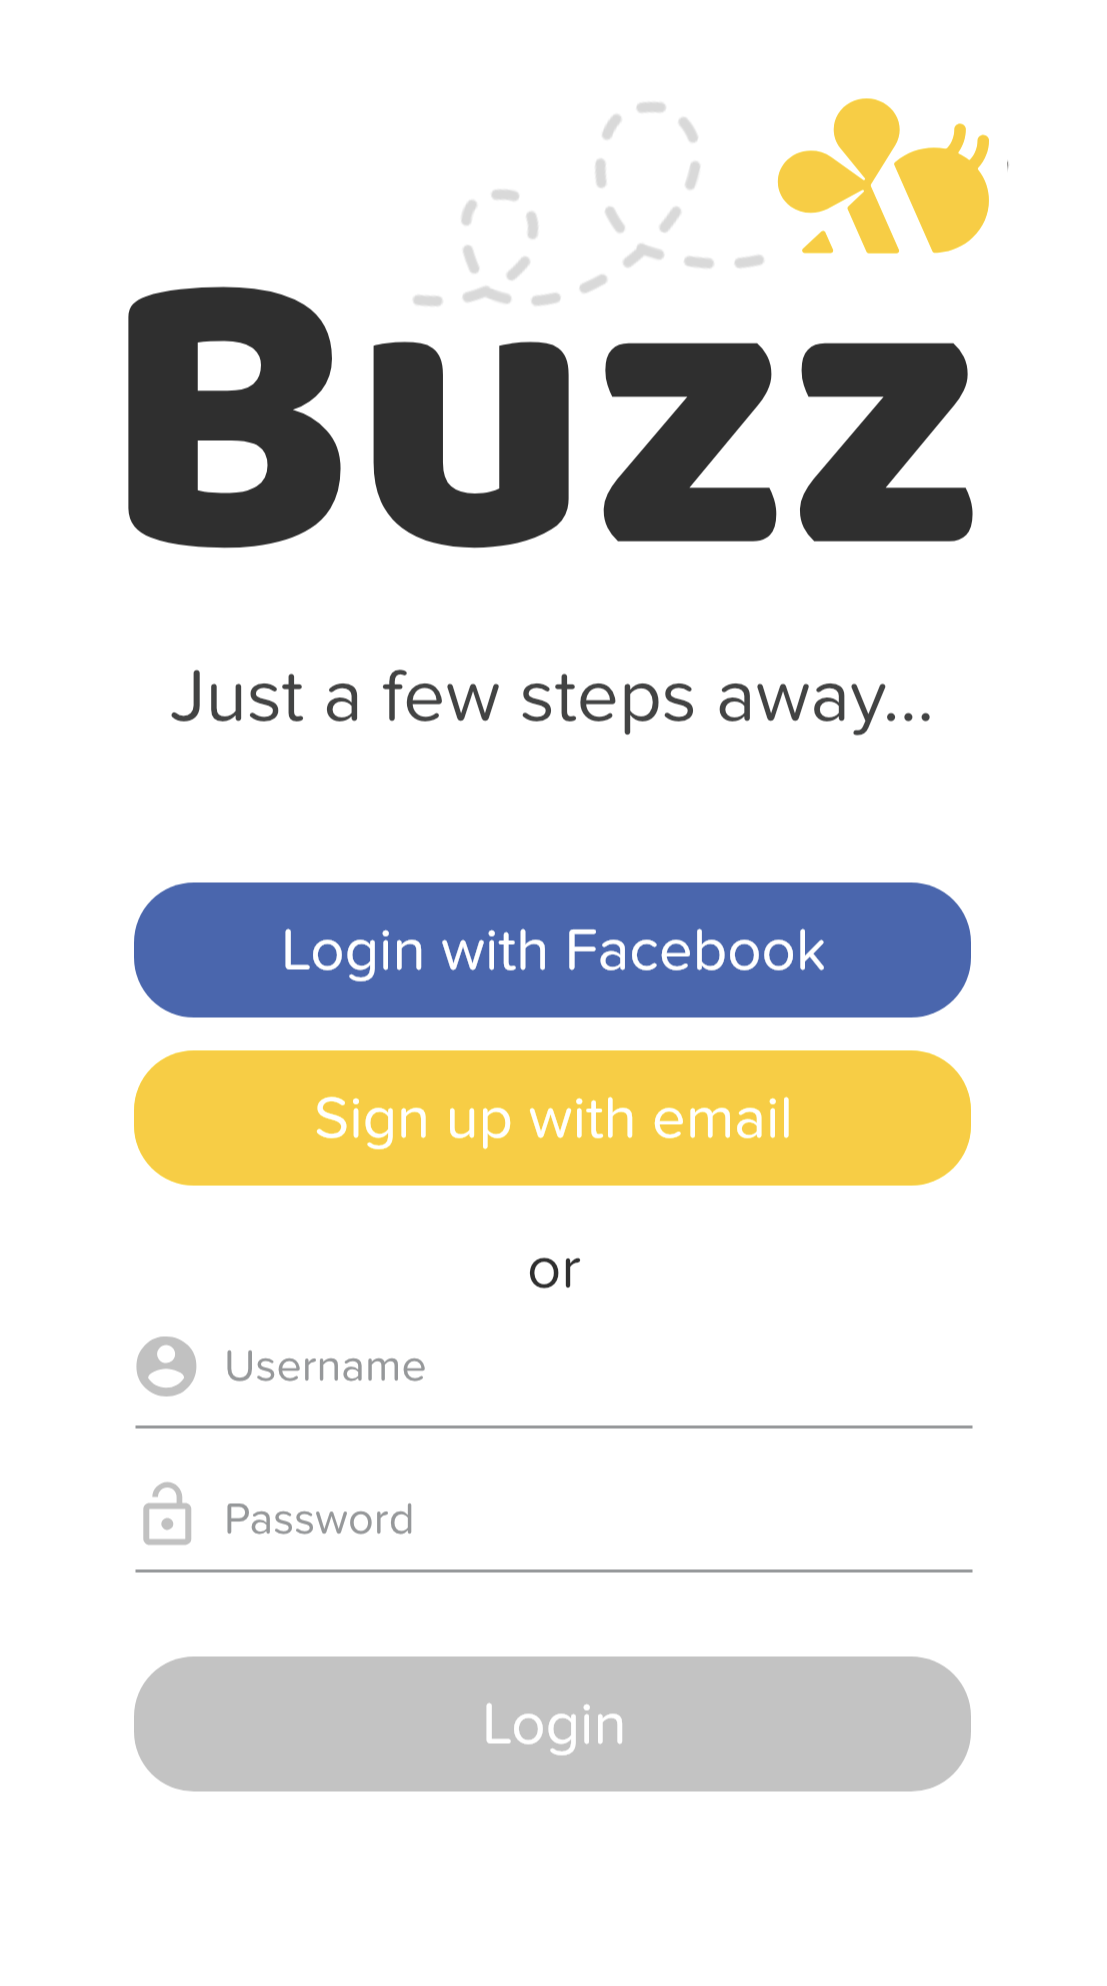 Buzz
Just a few steps away...
Login with Facebook
Sign up with email
or
Username
Password
Login